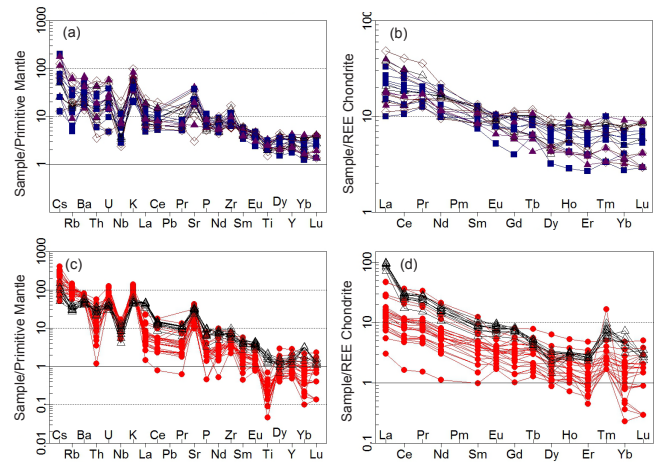 (a)
Sample/Primitive Mantle
1000
100
10
1
Cs Ba Th Nb K La Ce Pr P Zr Eu Dy Yb
Rb U Pb Sr Nd Sm Ti Y Lu
(b)
Sample/REE Chondrite
100
10
1
La Pr Pm Eu Tb Ho Tm Lu
Ce Nd Sm Gd Dy Er Yb
(c)
Sample/Primitive Mantle
1000
100
10
1
0.1
0.01
Cs Ba U K Ce Pr P Zr Eu Dy Yb
Rb Th Nb La Pb Sr Nd Sm Ti Y Lu
(d)
Sample/REE Chondrite
100
10
1
0.1
La Pr Pm Eu Tb Ho Tm Lu
Ce Nd Sm Gd Dy Er Yb